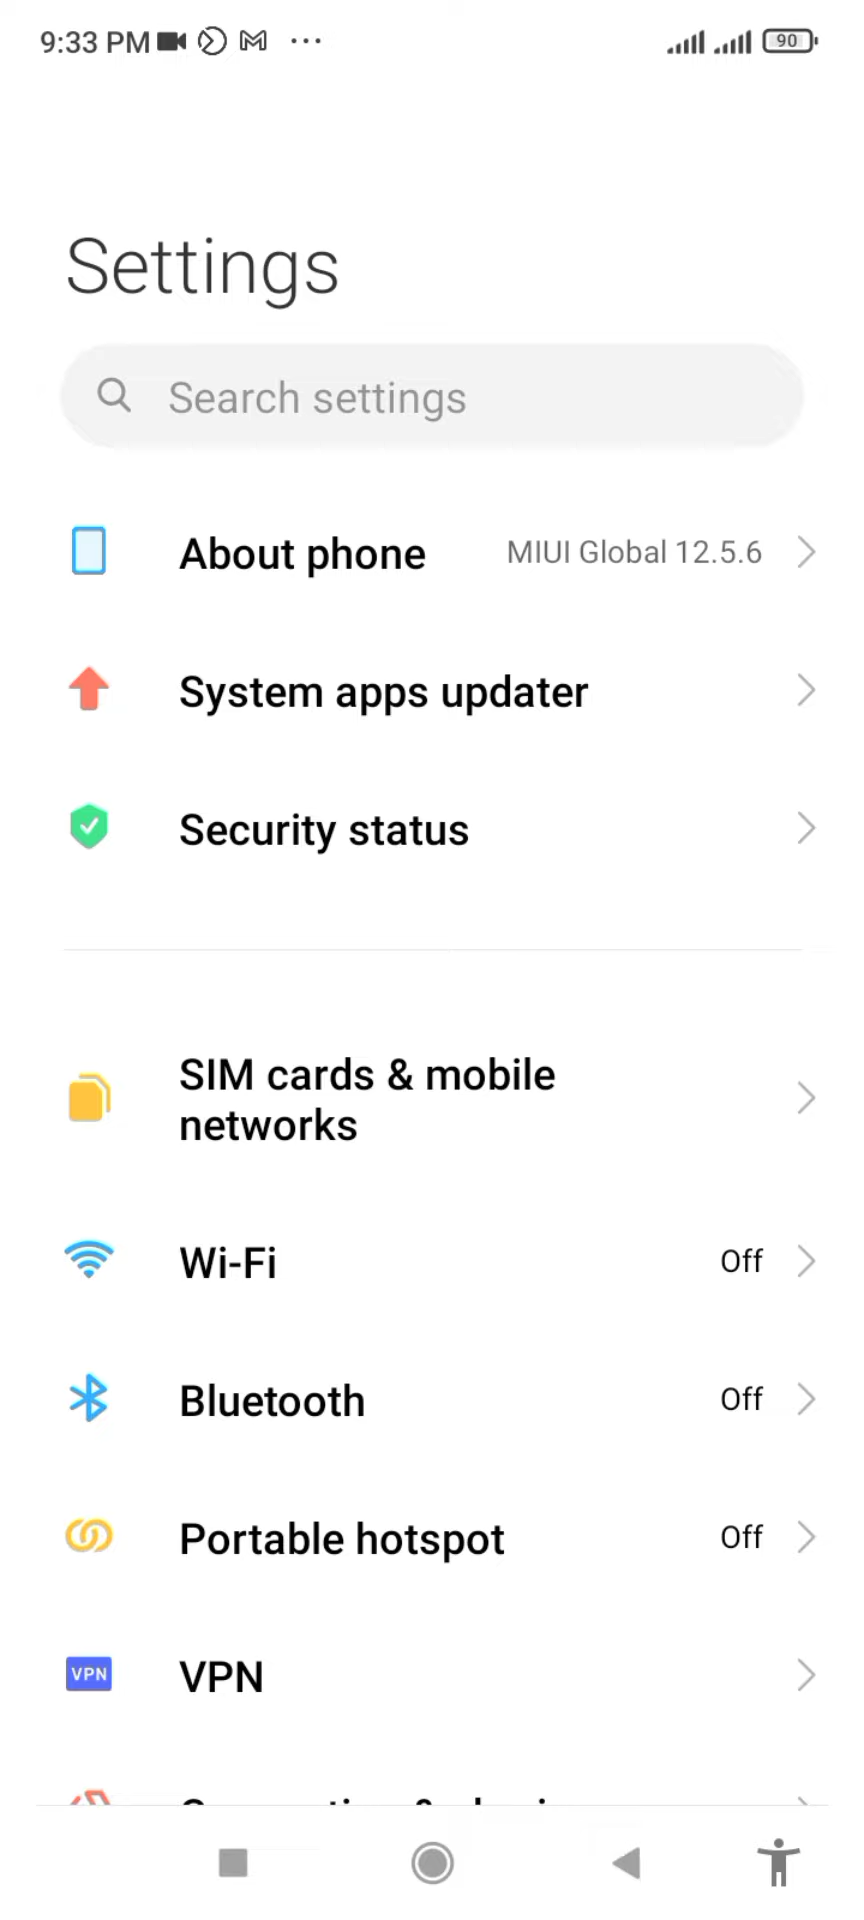 9:33 PM
90
Settings
Search settings
About phone MIUI Global 12.5.6
System apps updater
Security status
SIM cards & mobile
networks
Wi-Fi Off
Bluetooth Off
Portable hotspot Off
VPN VPN